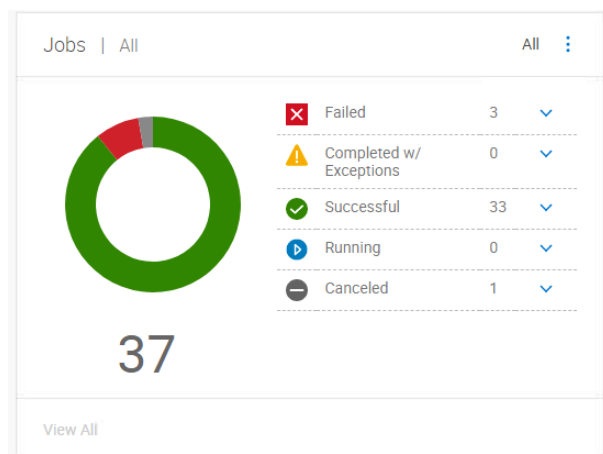 Jobs | All
All
Failed 3
Completed w/ 0
Exceptions
Successful 33
Running 0
Canceled 1
37
View All